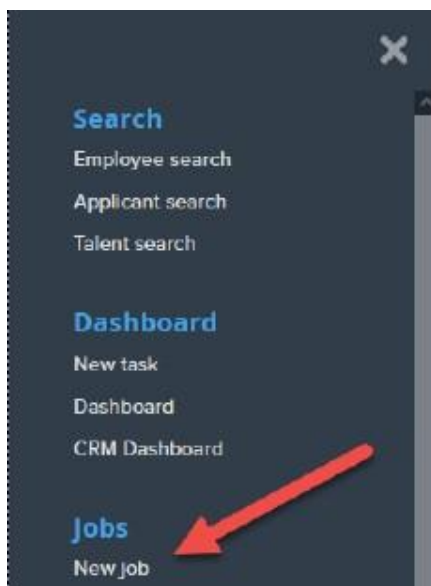 Search
Employee search
Applicant search
Talent search
Dashboard
New task
Dashboard
CRM Dashboard
Jobs
New job